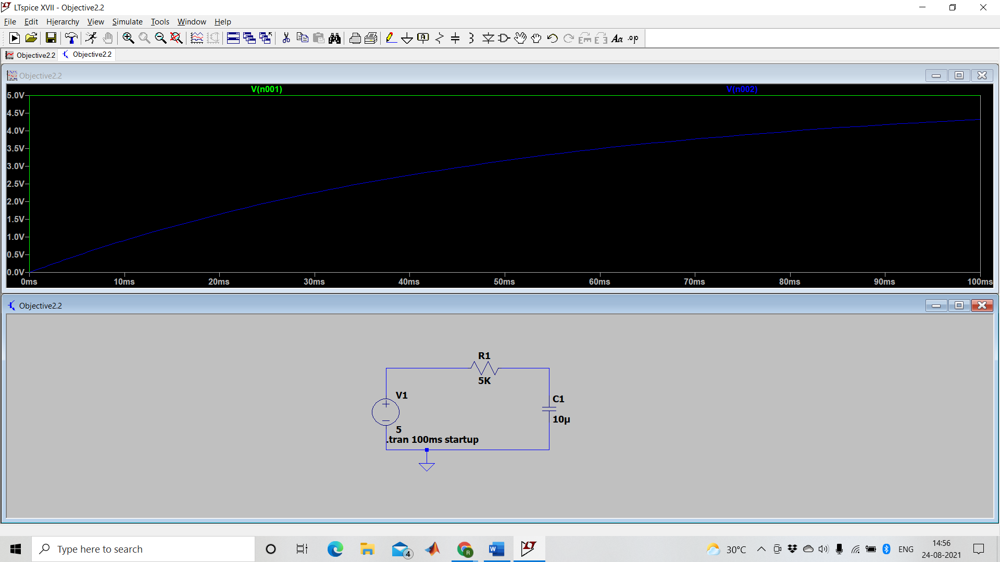 LTspice XVII - Objective2.2
File Edit Hierarchy View Simulate Tools Window Help
Aa .op
Objective2.2 Objective2.2
Objective2.2
V(n001) V(n002)
5.0V
4.5V
4.0V
3.5V
3.0V
2.5V
2.0V
1.5V
1.0V
0.5V
0.0V
0ms 10ms 20ms 30ms 40ms 50ms 60ms 70ms 80ms 90ms 100ms
Objective2.2
R1
5K
V1
C1
10µ
5
.tran 100ms startup
Type here to search
4
R
30°C
ENG
14:56
24-08-2021